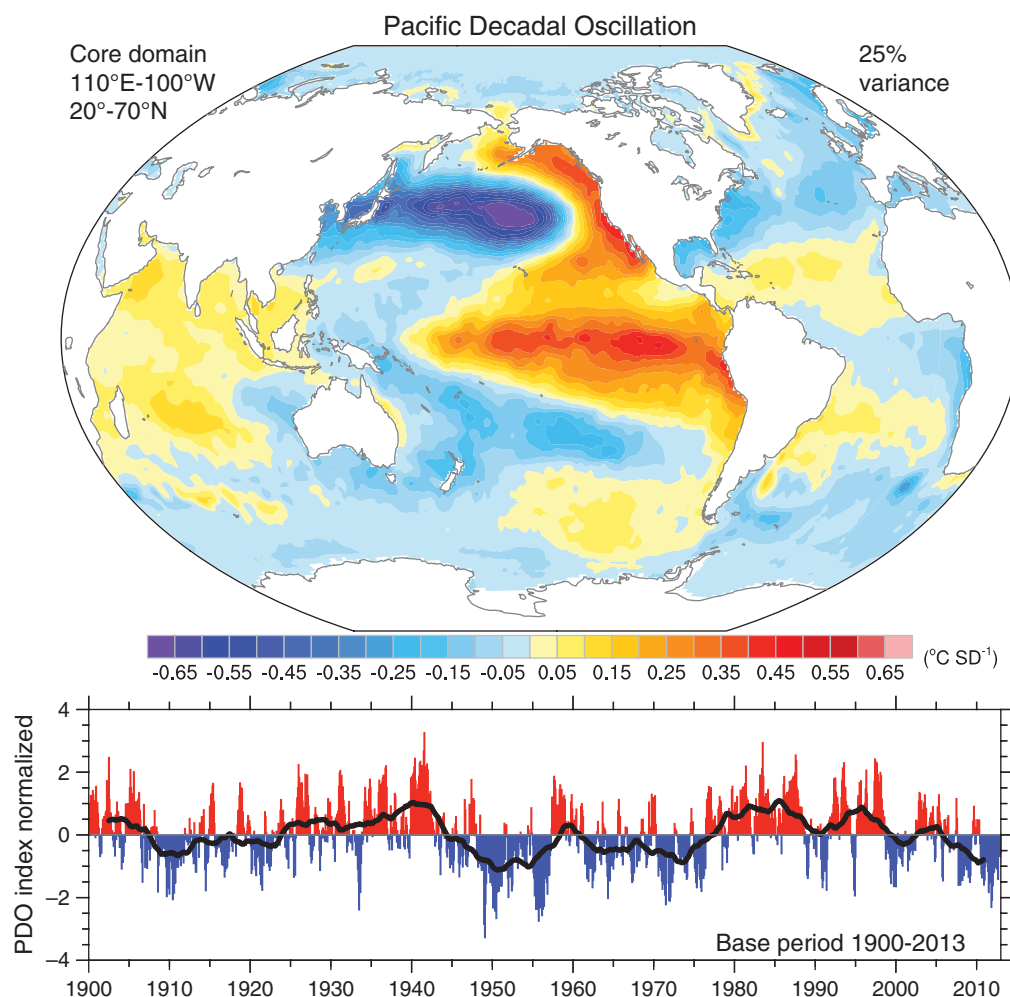 Pacific Decadal Oscillation
Core domain
110°E-100°W
20°-70°N
25%
variance
-0.65 -0.55 -0.45 -0.35 -0.25 -0.15 -0.05 0.05 0.15 0.25 0.35 0.45 0.55 0.65
(°C SD⁻¹)
PDO index normalized
4
2
0
−2
−4
Base period 1900-2013
1900 1910 1920 1930 1940 1950 1960 1970 1980 1990 2000 2010